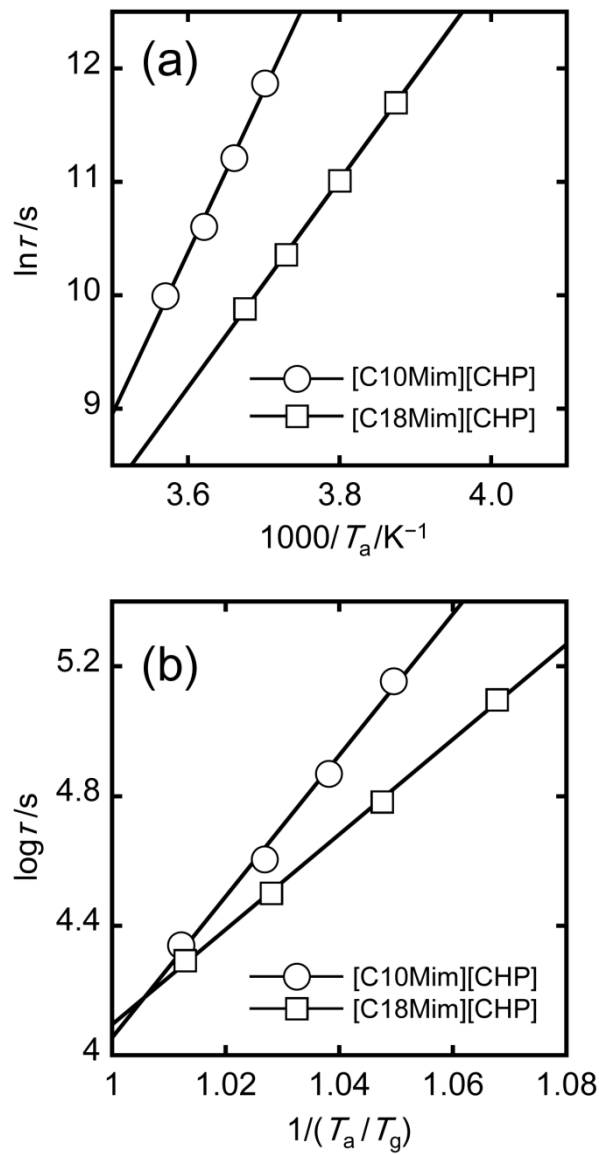 (a)
12
11
10
9
lnτ/s
[C10Mim][CHP]
[C18Mim][CHP]
3.6 3.8 4.0
1000/Tₐ/K⁻¹
(b)
5.2
4.8
4.4
4
logτ/s
[C10Mim][CHP]
[C18Mim][CHP]
1 1.02 1.04 1.06 1.08
1/(Tₐ/T_g)